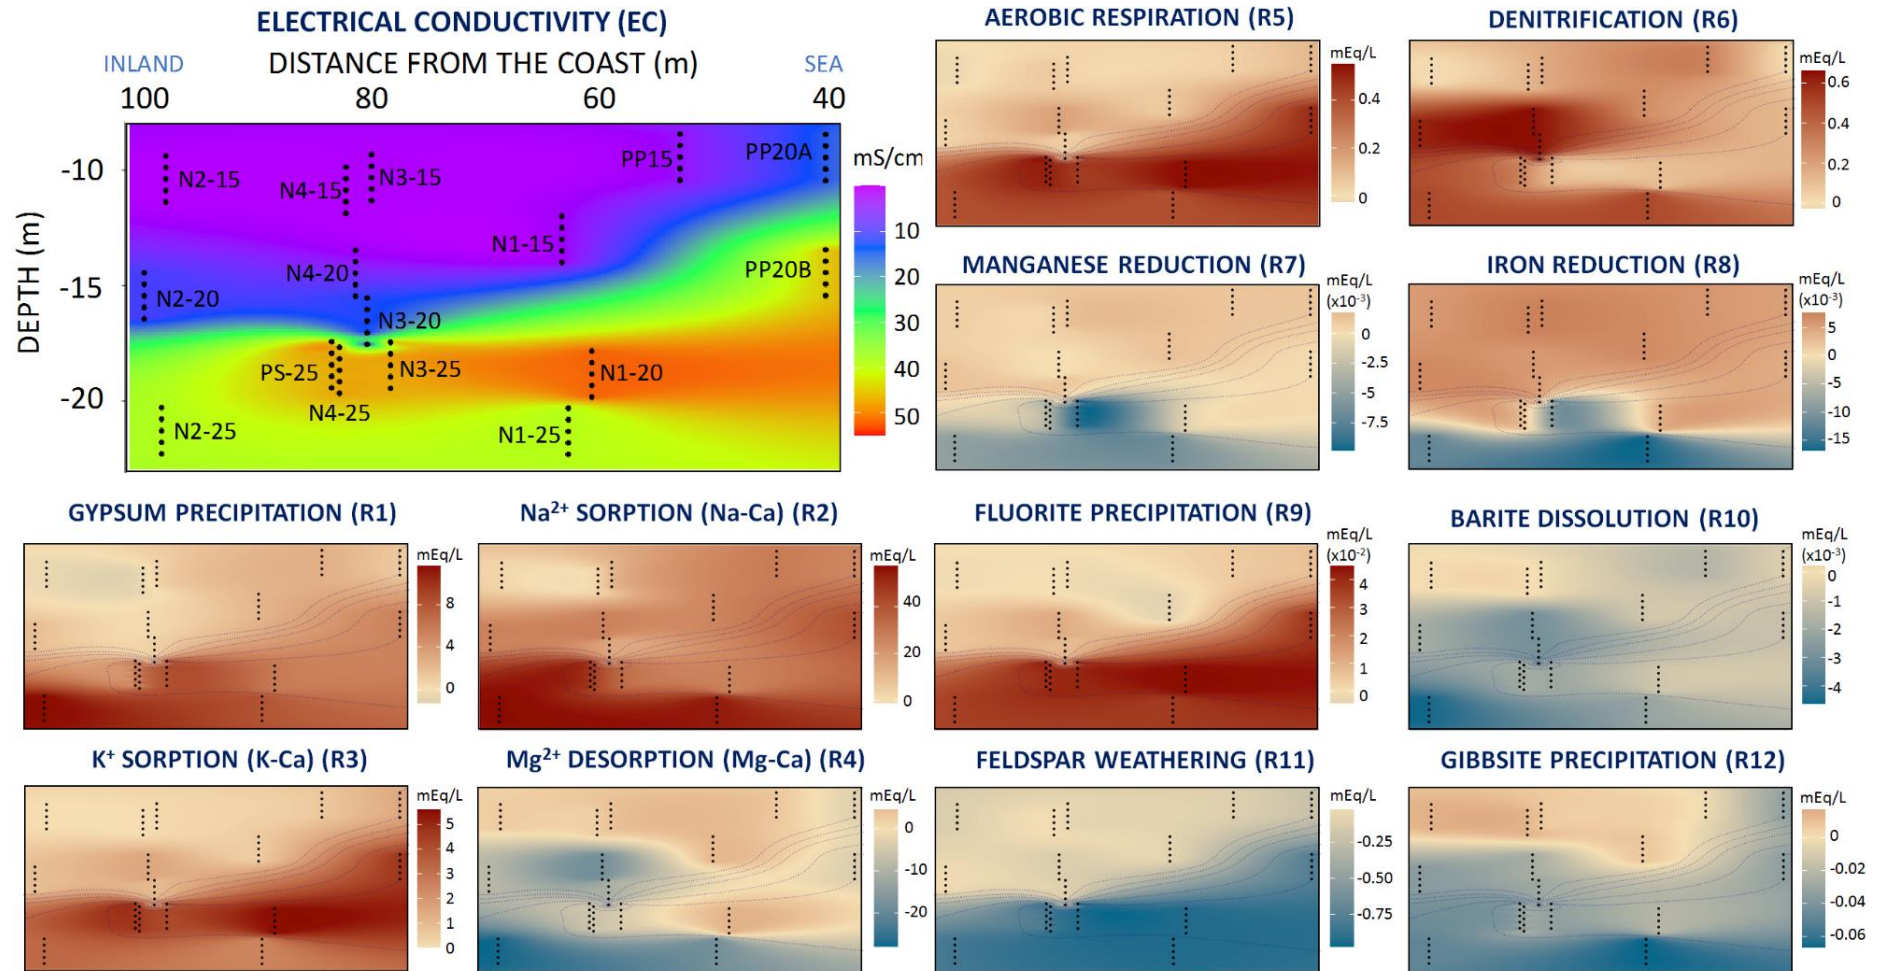 ELECTRICAL CONDUCTIVITY (EC)
INLAND
DISTANCE FROM THE COAST (m)
SEA
100 80 60 40
DEPTH (m)
-10
-15
-20
N2-15
N4-15
N3-15
PP15
PP20A
N1-15
N4-20
PP20B
N2-20
N3-20
PS-25
N3-25
N1-20
N4-25
N2-25
N1-25
mS/cm
10
20
30
40
50
AEROBIC RESPIRATION (R5)
mEq/L
0.4
0.2
0
DENITRIFICATION (R6)
mEq/L
0.6
0.4
0.2
0
MANGANESE REDUCTION (R7)
mEq/L
(x10⁻³)
0
-2.5
-5
-7.5
IRON REDUCTION (R8)
mEq/L
(x10⁻³)
5
0
-5
-10
-15
GYPSUM PRECIPITATION (R1)
mEq/L
8
4
0
Na²⁺ SORPTION (Na-Ca) (R2)
mEq/L
40
20
0
FLUORITE PRECIPITATION (R9)
mEq/L
(x10⁻²)
4
3
2
1
0
BARITE DISSOLUTION (R10)
mEq/L
(x10⁻³)
0
-1
-2
-3
-4
K⁺ SORPTION (K-Ca) (R3)
mEq/L
5
4
3
2
1
0
Mg²⁺ DESORPTION (Mg-Ca) (R4)
mEq/L
0
-10
-20
FELDSPAR WEATHERING (R11)
mEq/L
-0.25
-0.50
-0.75
GIBBSITE PRECIPITATION (R12)
mEq/L
0
-0.02
-0.04
-0.06